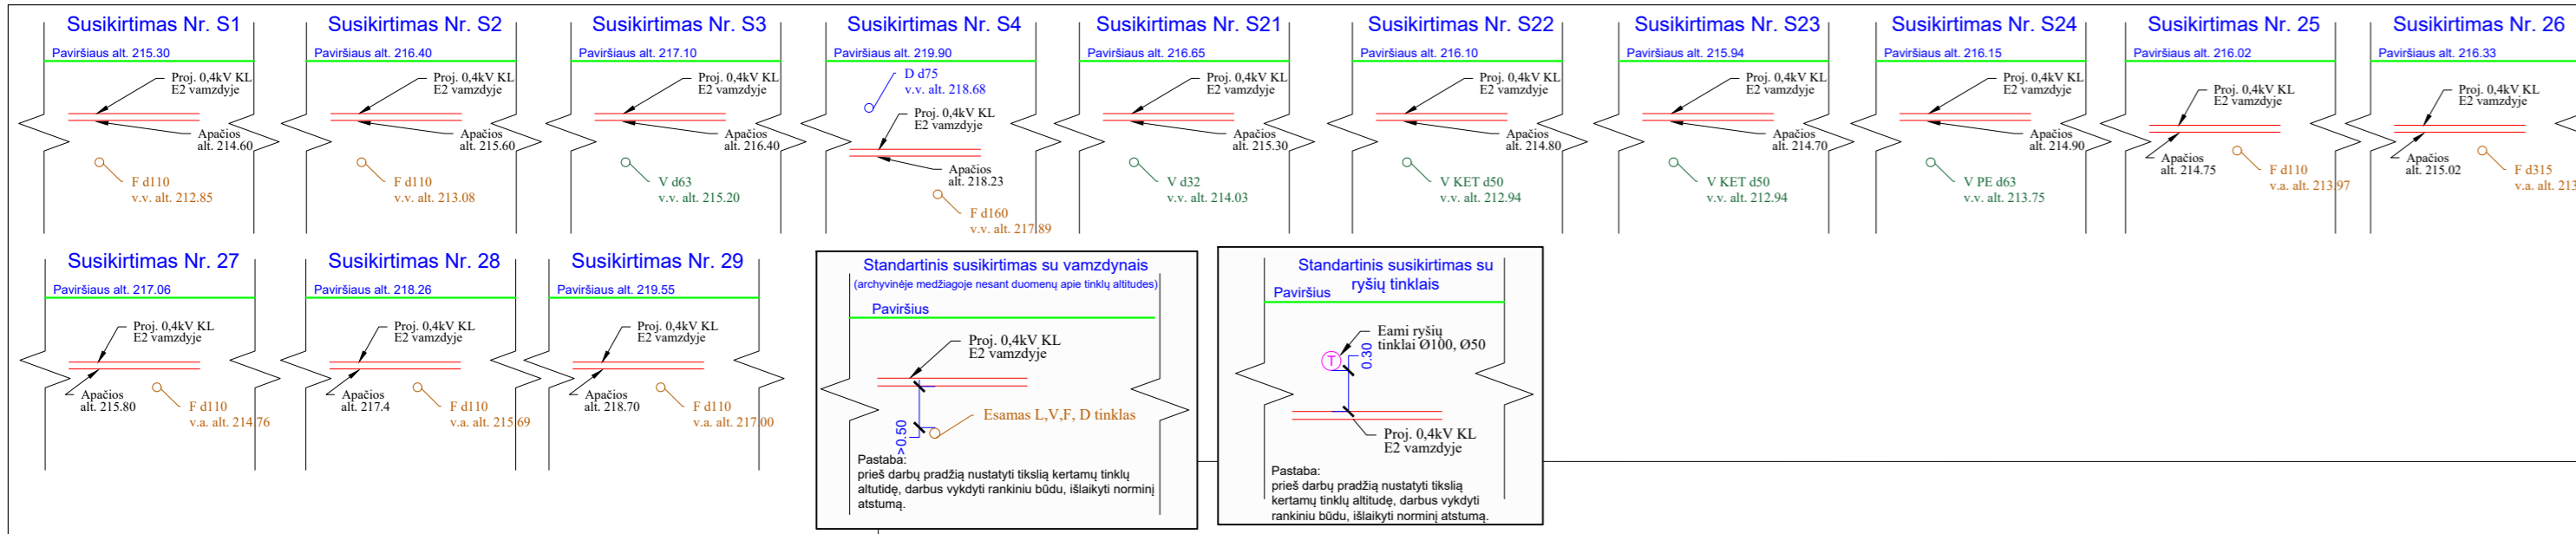 Susikirtimas Nr. S1
Paviršiaus alt. 215.30
Proj. 0,4kV KL
E2 vamzdyje
Apačios
alt. 214.60
F d110
v.v. alt. 212.85
Susikirtimas Nr. S2
Paviršiaus alt. 216.40
Proj. 0,4kV KL
E2 vamzdyje
Apačios
alt. 215.60
F d110
v.v. alt. 213.08
Susikirtimas Nr. S3
Paviršiaus alt. 217.10
Proj. 0,4kV KL
E2 vamzdyje
Apačios
alt. 216.40
V d63
v.v. alt. 215.20
Susikirtimas Nr. S4
Paviršiaus alt. 219.90
D d75
v.v. alt. 218.68
Proj. 0,4kV KL
E2 vamzdyje
Apačios
alt. 218.23
F d160
v.v. alt. 217.89
Susikirtimas Nr. S21
Paviršiaus alt. 216.65
Proj. 0,4kV KL
E2 vamzdyje
Apačios
alt. 215.30
V d32
v.v. alt. 214.03
Susikirtimas Nr. S22
Paviršiaus alt. 216.10
Proj. 0,4kV KL
E2 vamzdyje
Apačios
alt. 214.80
V KET d50
v.v. alt. 212.94
Susikirtimas Nr. S23
Paviršiaus alt. 215.94
Proj. 0,4kV KL
E2 vamzdyje
Apačios
alt. 214.70
V KET d50
v.v. alt. 212.94
Susikirtimas Nr. S24
Paviršiaus alt. 216.15
Proj. 0,4kV KL
E2 vamzdyje
Apačios
alt. 214.90
V PE d63
v.v. alt. 213.75
Susikirtimas Nr. 25
Paviršiaus alt. 216.02
Proj. 0,4kV KL
E2 vamzdyje
Apačios
alt. 214.75
F d110
v.a. alt. 213.97
Susikirtimas Nr. 26
Paviršiaus alt. 216.33
Proj. 0,4kV KL
E2 vamzdyje
Apačios
alt. 215.02
F d315
v.a. alt.
Susikirtimas Nr. 27
Paviršiaus alt. 217.06
Proj. 0,4kV KL
E2 vamzdyje
Apačios
alt. 215.80
F d110
v.a. alt. 214.76
Susikirtimas Nr. 28
Paviršiaus alt. 218.26
Proj. 0,4kV KL
E2 vamzdyje
Apačios
alt. 217.4
F d110
v.a. alt. 215.69
Susikirtimas Nr. 29
Paviršiaus alt. 219.55
Proj. 0,4kV KL
E2 vamzdyje
Apačios
alt. 218.70
F d110
v.a. alt. 217.00
Standartinis susikirtimas su vamzdynais
(archyvinėje medžiagoje nesant duomenų apie tinklų altitudes)
Paviršius
Proj. 0,4kV KL
E2 vamzdyje
>0.50
Esamas L,V,F, D tinklas
Pastaba:
prieš darbų pradžią nustatyti tikslią kertamų tinklų
altutidę, darbus vykdyti rankiniu būdu, išlaikyti norminį
atstumą.
Standartinis susikirtimas su
ryšių tinklais
Paviršius
Eami ryšių
tinklai Ø100, Ø50
T
0.30
Proj. 0,4kV KL
E2 vamzdyje
Pastaba:
prieš darbų pradžią nustatyti tikslią
kertamų tinklų altitudę, darbus vykdyti
rankiniu būdu, išlaikyti norminį atstumą.